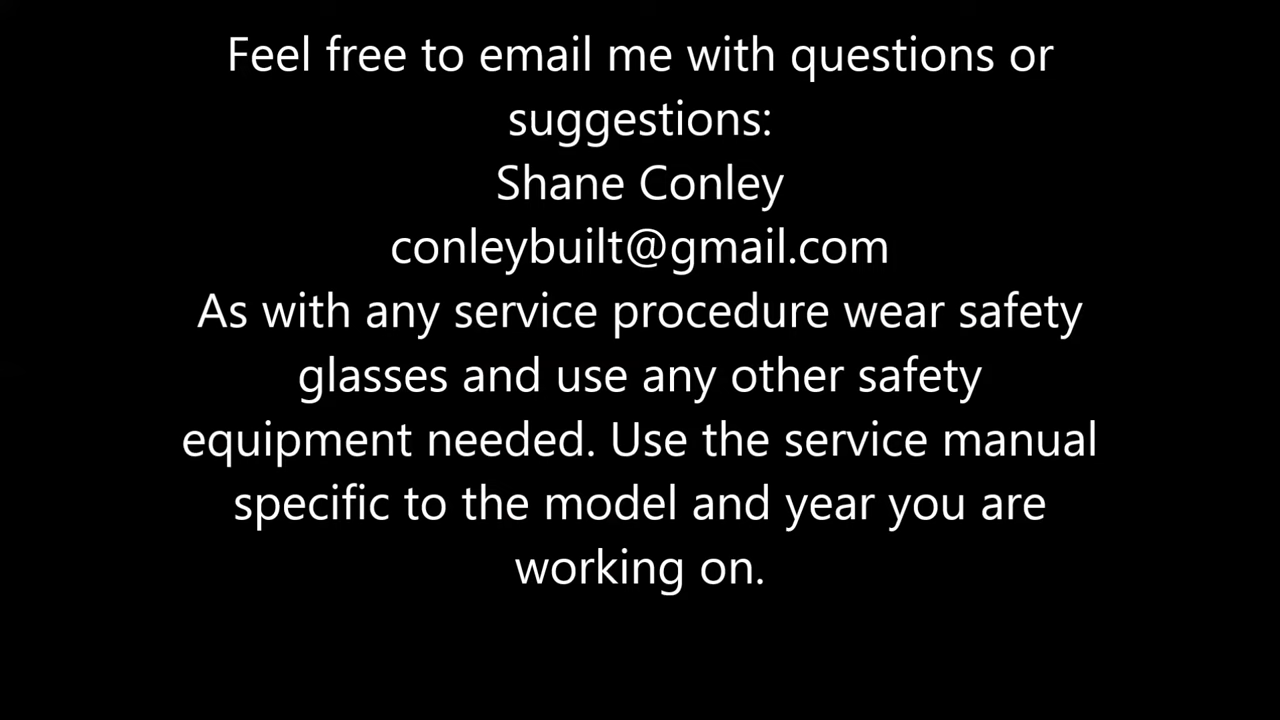 Feel free to email me with questions or
suggestions:
Shane Conley
conleybuilt@gmail.com
As with any service procedure wear safety
glasses and use any other safety
equipment needed. Use the service manual
specific to the model and year you are
working on.